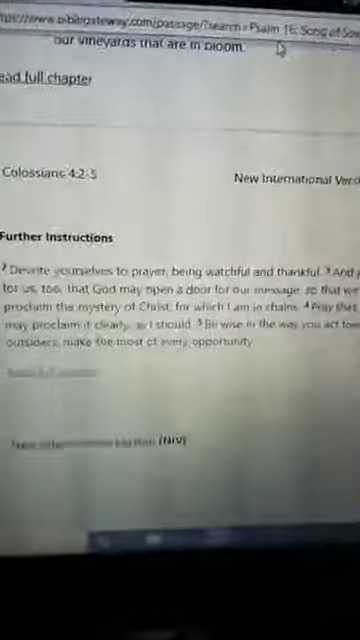 tps://www.biblegateway.com/passage/?search=Psalm 16; Song of So
our vineyards that are in bloom.
ead full chapter
Colossians 4:2-5
New International Vers
Further Instructions
2 Devote yourselves to prayer, being watchful and thankful. 3 And p
for us, too, that God may open a door for our message, so that we
proclaim the mystery of Christ, for which I am in chains. 4 Pray that
may proclaim it clearly, as I should. 5 Be wise in the way you act tow
outsiders; make the most of every opportunity.
(NIV)